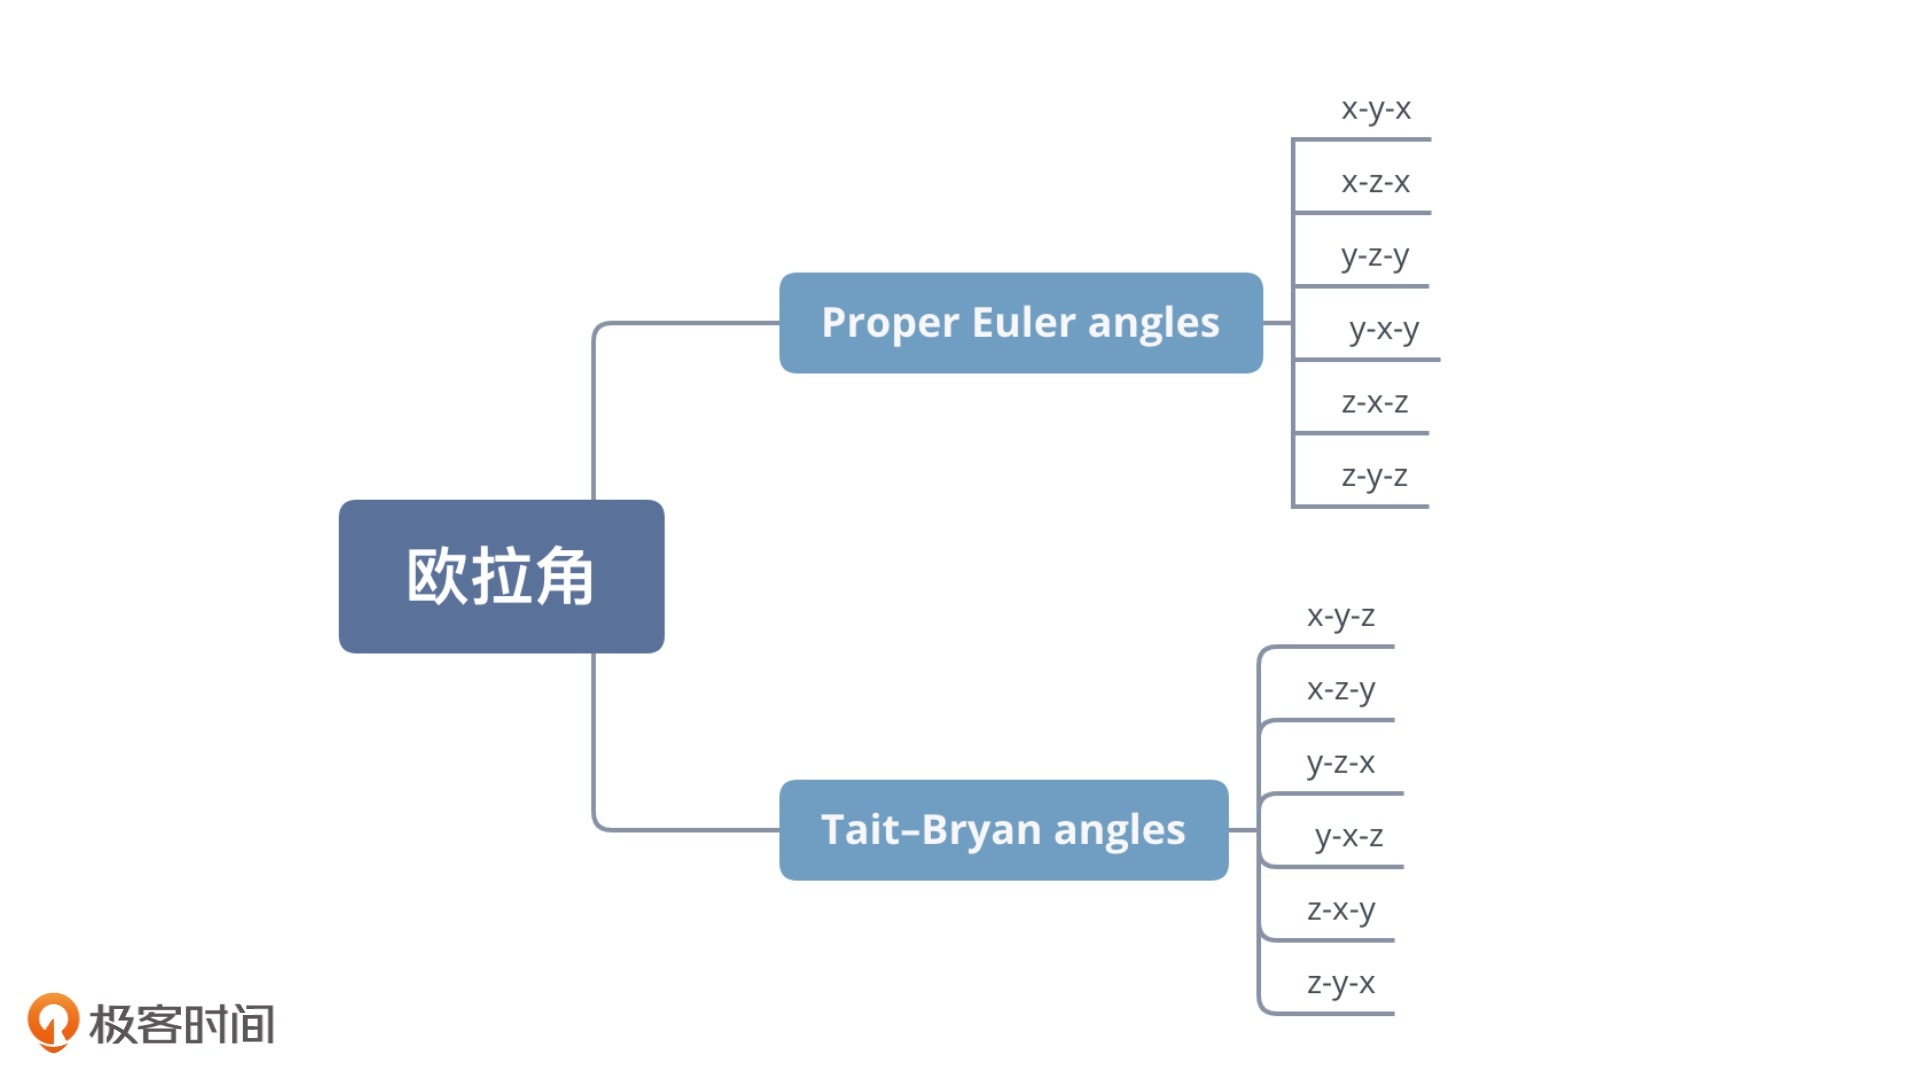 欧拉角
Proper Euler angles
x-y-x
x-z-x
y-z-y
y-x-y
z-x-z
z-y-z
Tait–Bryan angles
x-y-z
x-z-y
y-z-x
y-x-z
z-x-y
z-y-x
极客时间